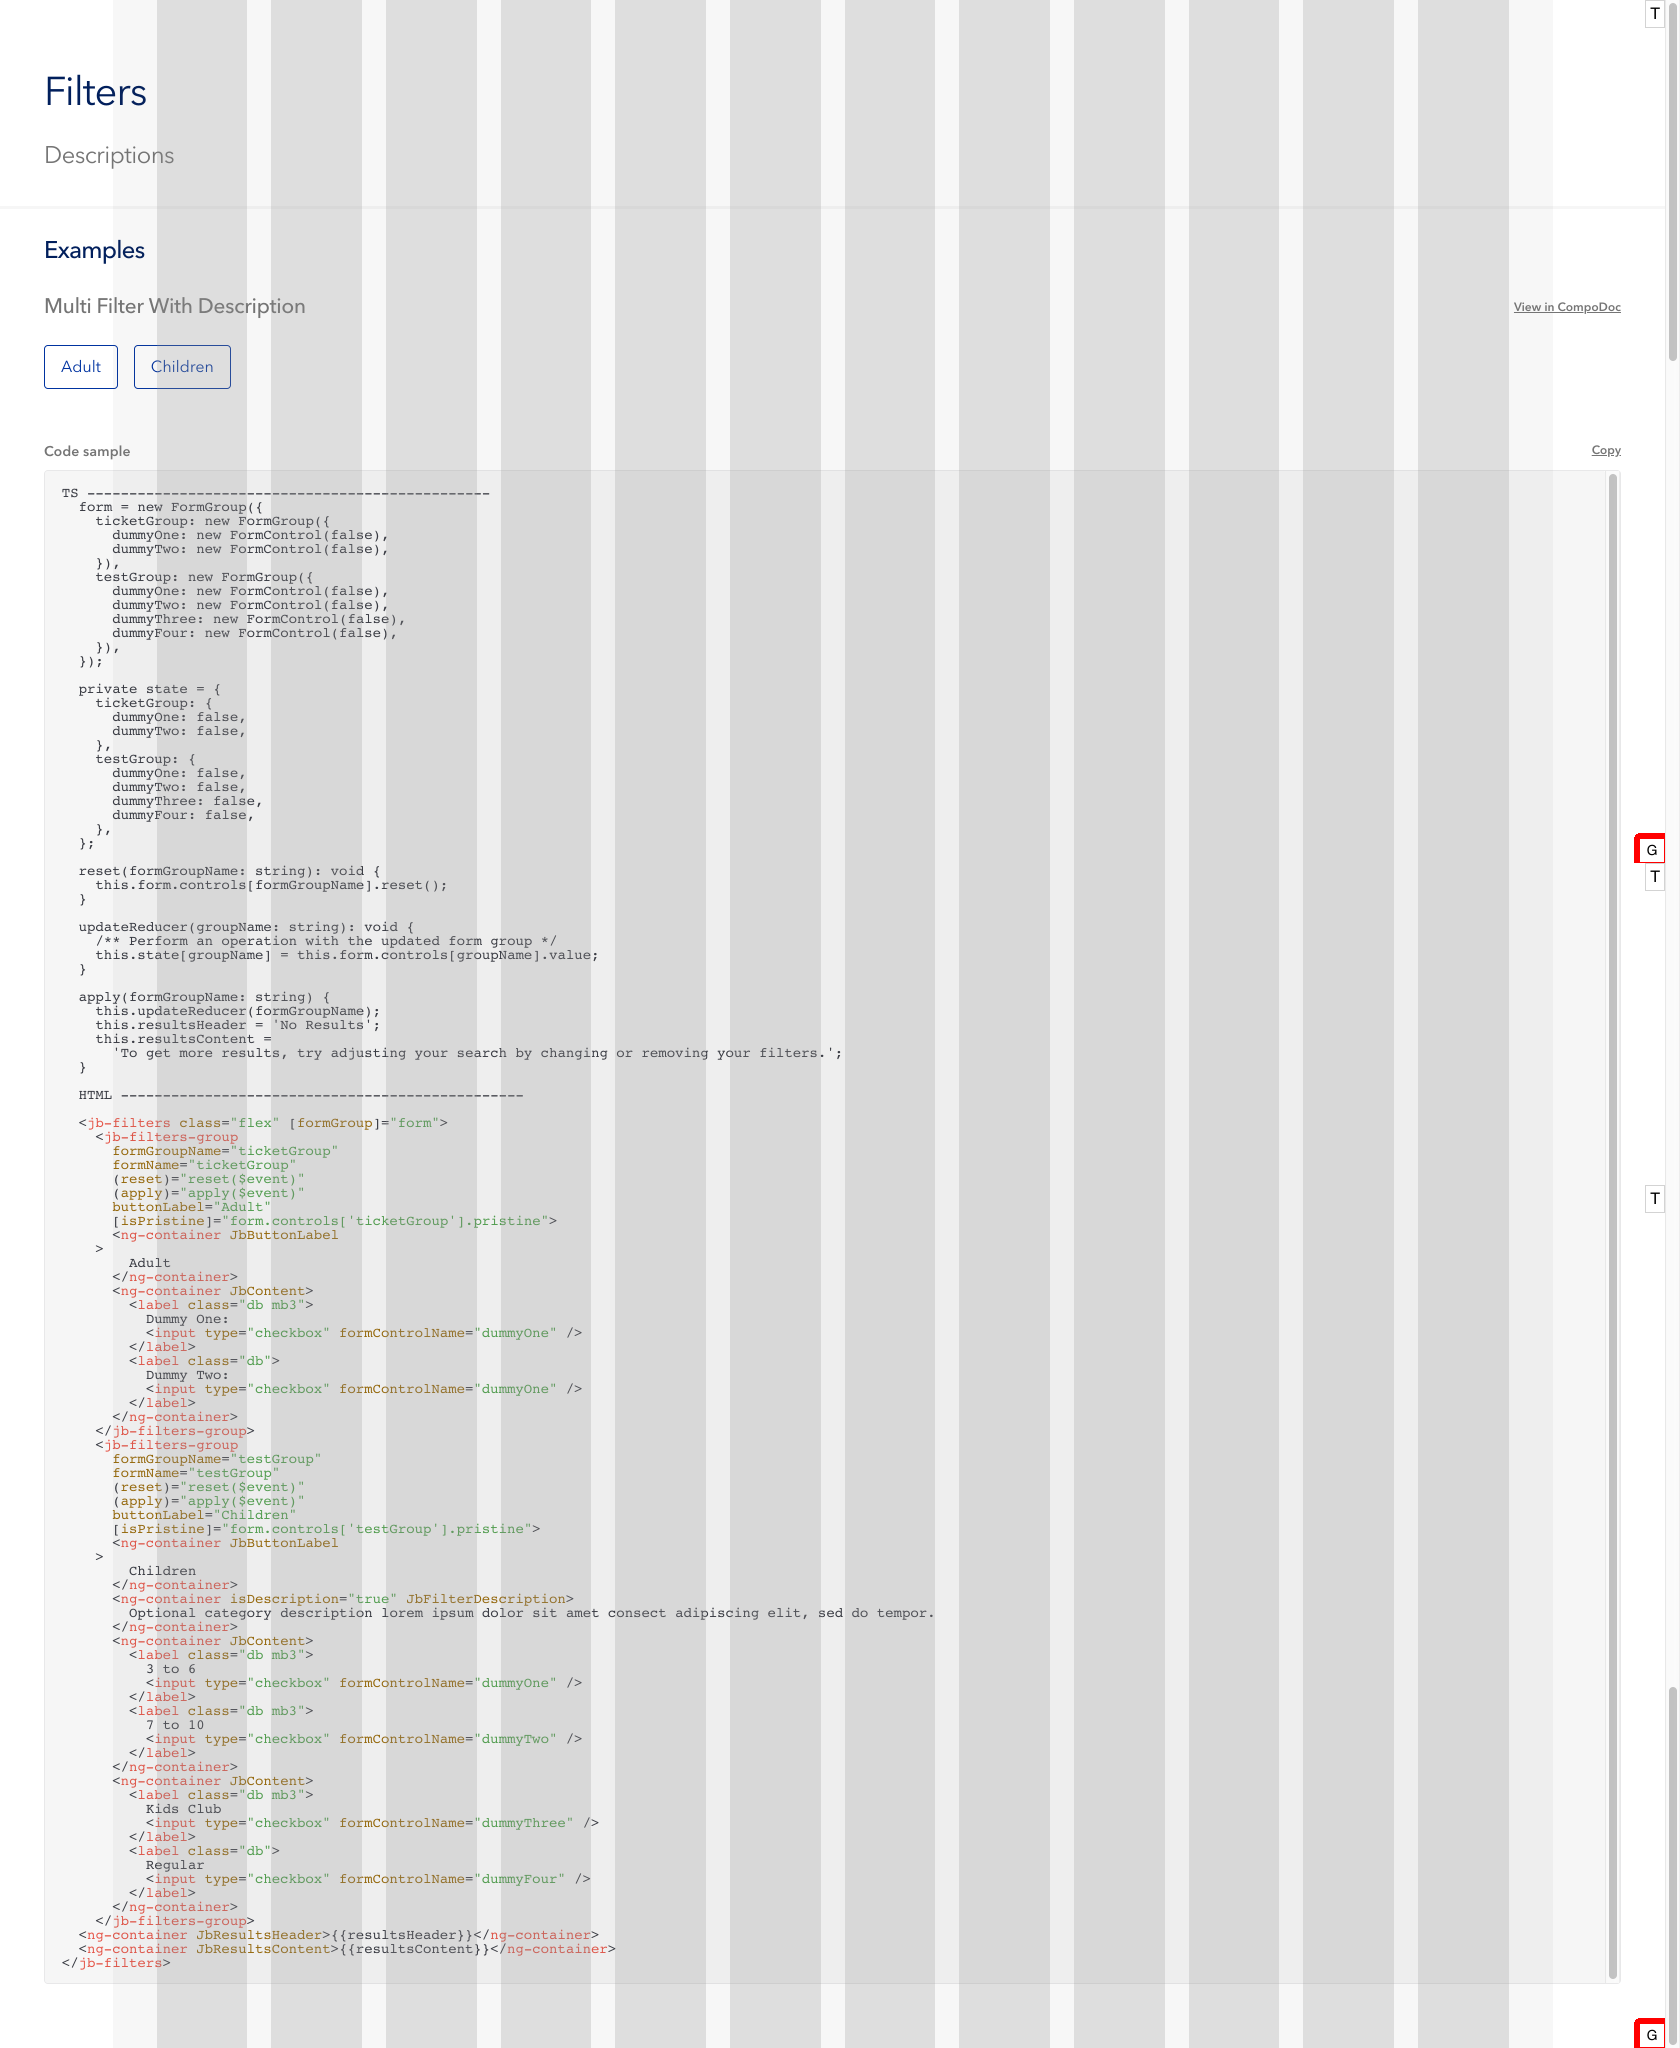 T
Filters
Descriptions
Examples
Multi Filter With Description
View in CompoDoc
Adult
Children
Code sample
Copy
TS ------------------------------------------------
  form = new FormGroup({
    ticketGroup: new FormGroup({
      dummyOne: new FormControl(false),
      dummyTwo: new FormControl(false),
    }),
    testGroup: new FormGroup({
      dummyOne: new FormControl(false),
      dummyTwo: new FormControl(false),
      dummyThree: new FormControl(false),
      dummyFour: new FormControl(false),
    }),
  });
  private state = {
    ticketGroup: {
      dummyOne: false,
      dummyTwo: false,
    },
    testGroup: {
      dummyOne: false,
      dummyTwo: false,
      dummyThree: false,
      dummyFour: false,
    },
  };
G
  reset(formGroupName: string): void {
T
    this.form.controls[formGroupName].reset();
  }
  updateReducer(groupName: string): void {
    /** Perform an operation with the updated form group */
    this.state[groupName] = this.form.controls[groupName].value;
  }
  apply(formGroupName: string) {
    this.updateReducer(formGroupName);
    this.resultsHeader = 'No Results';
    this.resultsContent =
      'To get more results, try adjusting your search by changing or removing your filters.';
  }
  HTML ------------------------------------------------
  <jb-filters class="flex" [formGroup]="form">
    <jb-filters-group
      formGroupName="ticketGroup"
      formName="ticketGroup"
      (reset)="reset($event)"
      (apply)="apply($event)"
T
      buttonLabel="Adult"
      [isPristine]="form.controls['ticketGroup'].pristine">
      <ng-container JbButtonLabel
    >
        Adult
      </ng-container>
      <ng-container JbContent>
        <label class="db mb3">
          Dummy One:
          <input type="checkbox" formControlName="dummyOne" />
        </label>
        <label class="db">
          Dummy Two:
          <input type="checkbox" formControlName="dummyOne" />
        </label>
      </ng-container>
    </jb-filters-group>
    <jb-filters-group
      formGroupName="testGroup"
      formName="testGroup"
      (reset)="reset($event)"
      (apply)="apply($event)"
      buttonLabel="Children"
      [isPristine]="form.controls['testGroup'].pristine">
      <ng-container JbButtonLabel
    >
        Children
      </ng-container>
      <ng-container isDescription="true" JbFilterDescription>
        Optional category description lorem ipsum dolor sit amet consect adipiscing elit, sed do tempor.
      </ng-container>
      <ng-container JbContent>
        <label class="db mb3">
          3 to 6
          <input type="checkbox" formControlName="dummyOne" />
        </label>
        <label class="db mb3">
          7 to 10
          <input type="checkbox" formControlName="dummyTwo" />
        </label>
      </ng-container>
      <ng-container JbContent>
        <label class="db mb3">
          Kids Club
          <input type="checkbox" formControlName="dummyThree" />
        </label>
        <label class="db">
          Regular
          <input type="checkbox" formControlName="dummyFour" />
        </label>
      </ng-container>
    </jb-filters-group>
  <ng-container JbResultsHeader>{{resultsHeader}}</ng-container>
  <ng-container JbResultsContent>{{resultsContent}}</ng-container>
</jb-filters>
G